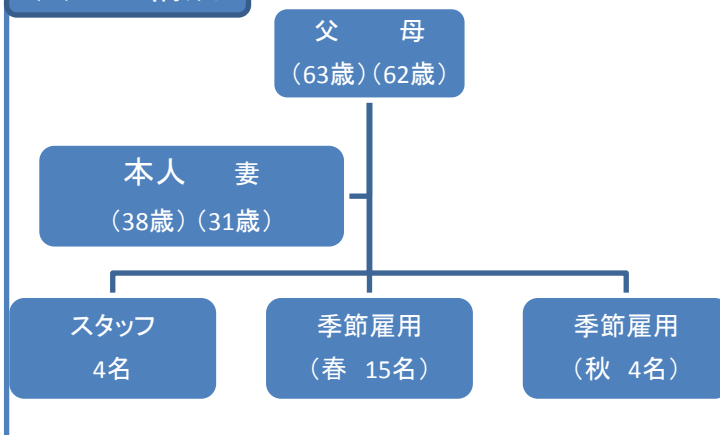 父　　母
（63歳）（62歳）
本人　妻
（38歳）（31歳）
スタッフ
4名
季節雇用
（春　15名）
季節雇用
（秋　4名）